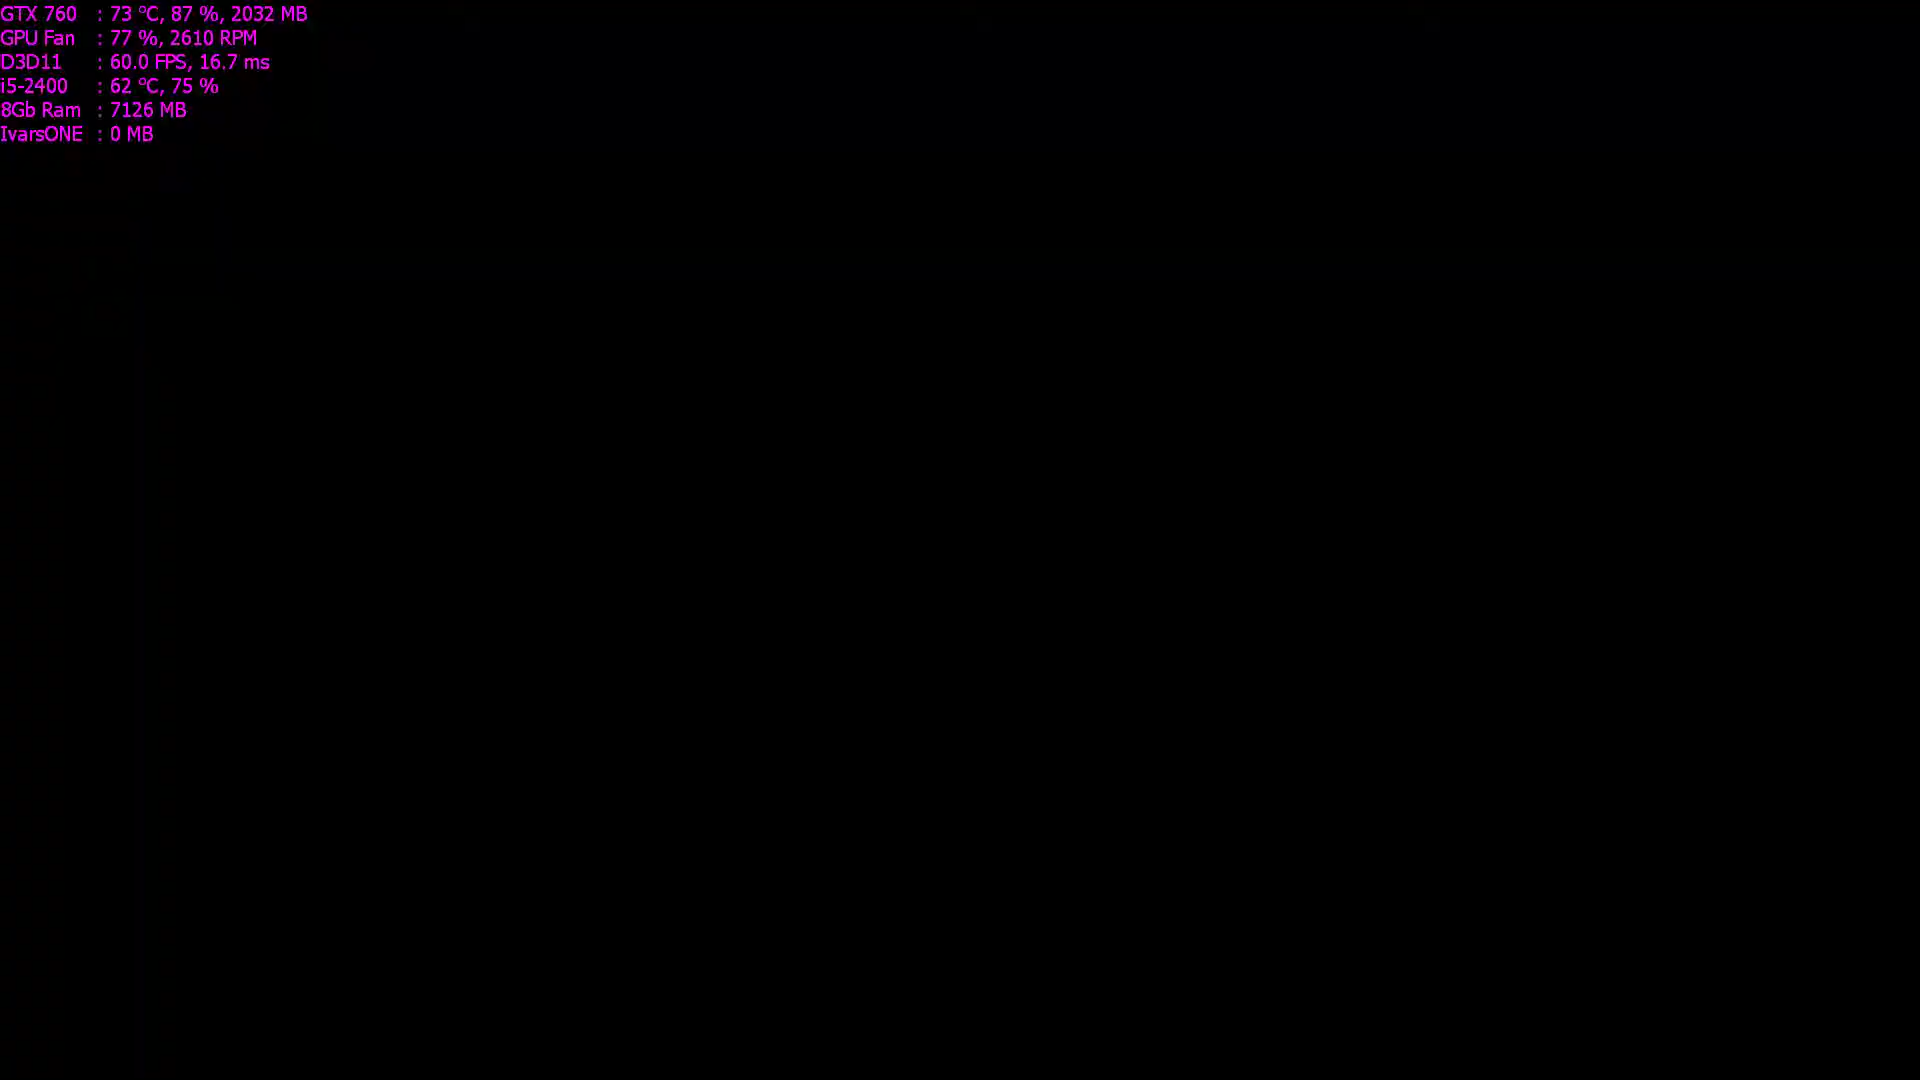 GTX 760 : 73 °C, 87 %, 2032 MB
GPU Fan : 77 %, 2610 RPM
D3D11 : 60.0 FPS, 16.7 ms
i5-2400 : 62 °C, 75 %
8Gb Ram : 7126 MB
IvarsONE : 0 MB